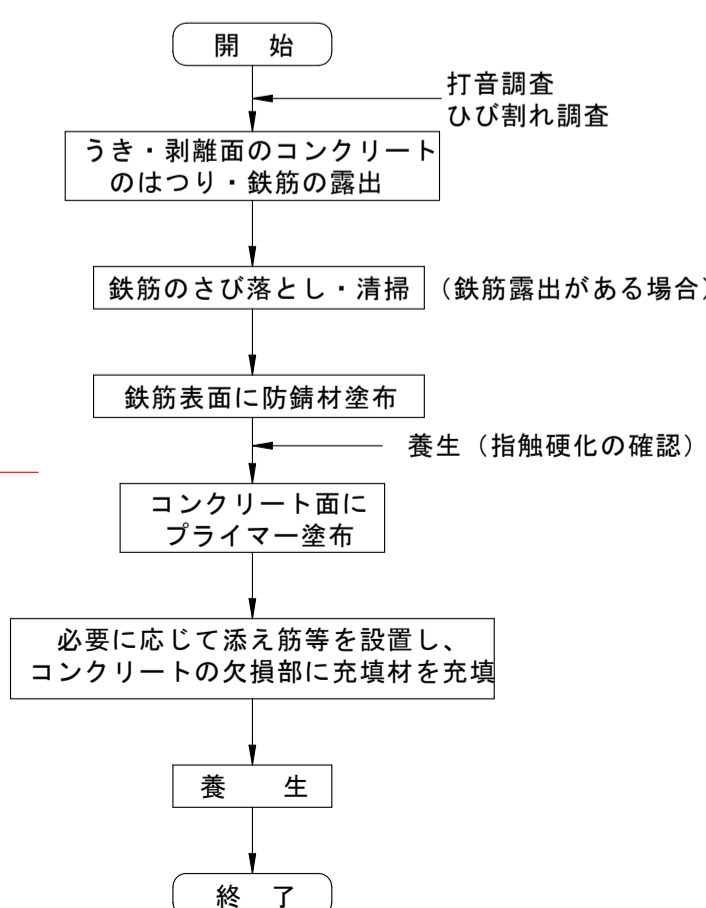 開　始
打音調査
ひび割れ調査
うき・剥離面のコンクリート
のはつり・鉄筋の露出
鉄筋のさび落とし・清掃 （鉄筋露出がある場合）
鉄筋表面に防錆材塗布
養生（指触硬化の確認）
コンクリート面に
プライマー塗布
必要に応じて添え筋等を設置し、
コンクリートの欠損部に充填材を充填
養　　生
終　了